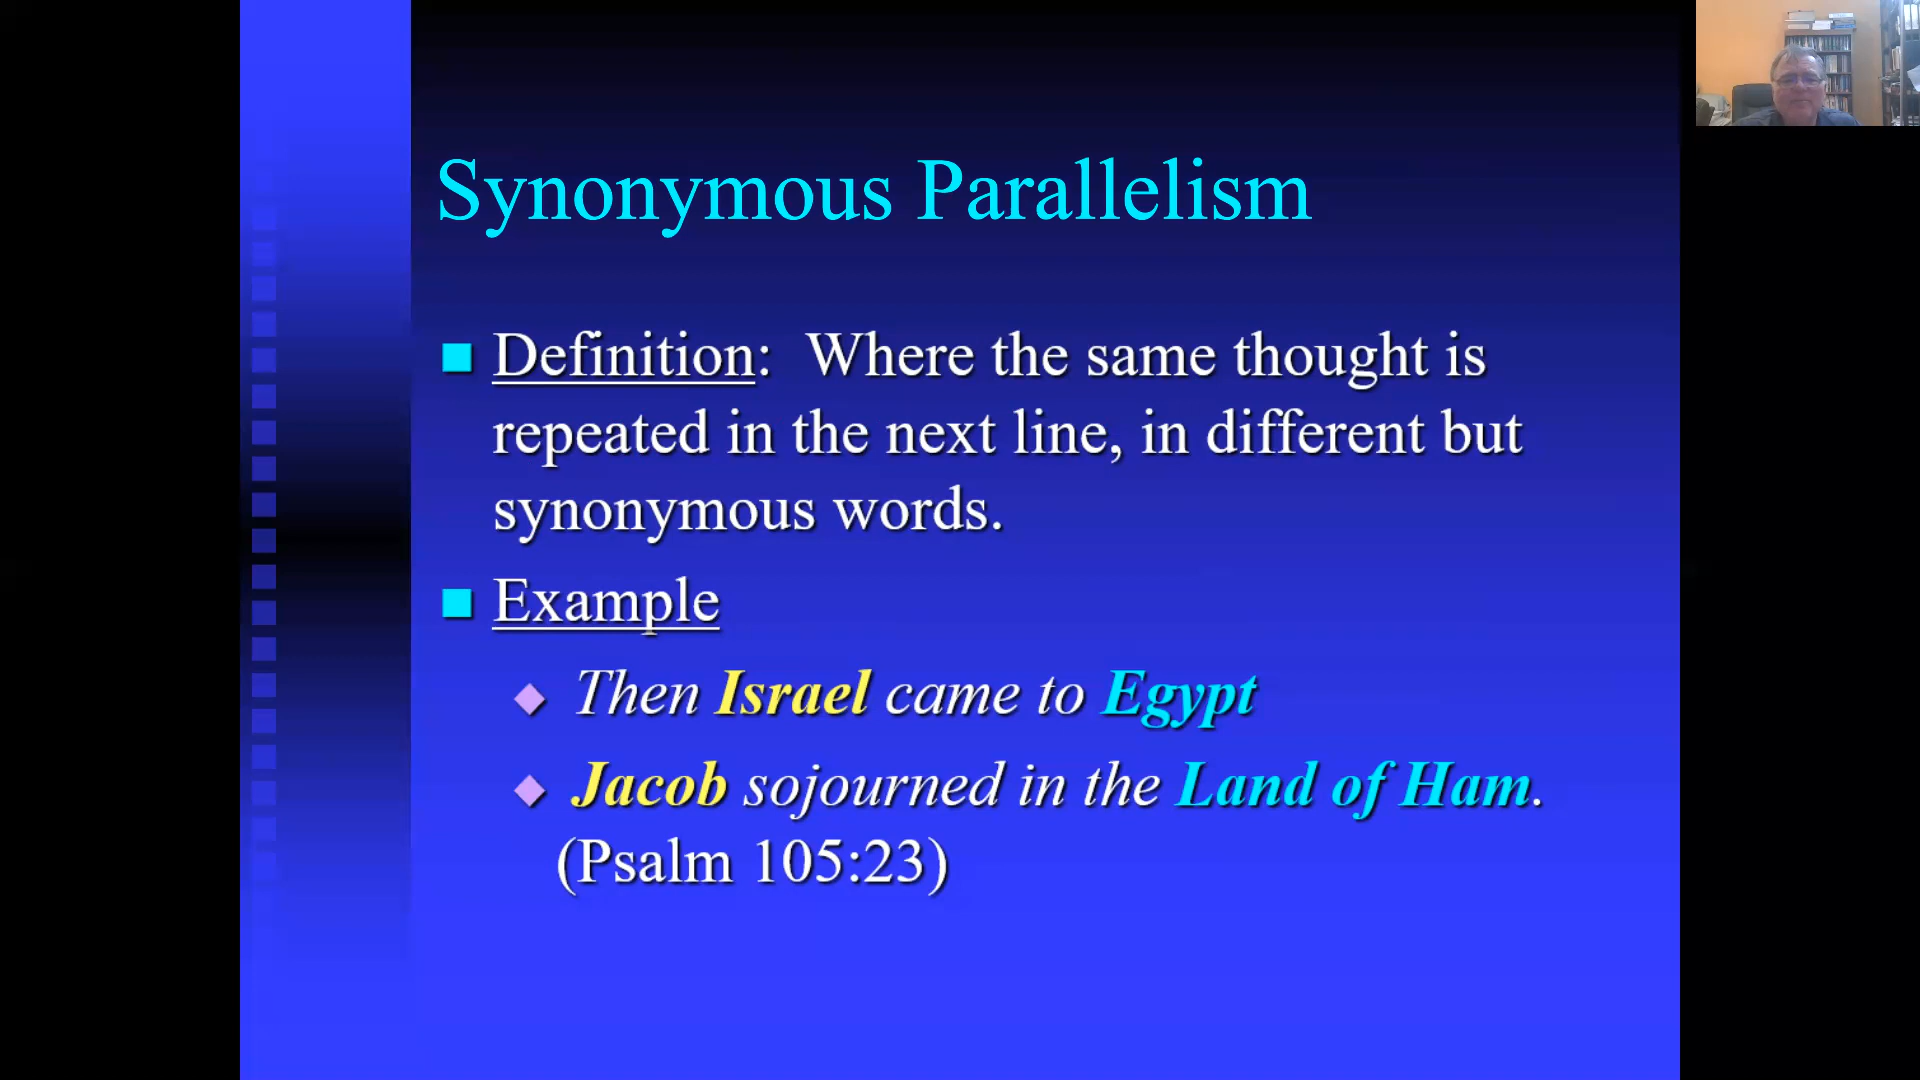 Synonymous Parallelism
Definition: Where the same thought is
repeated in the next line, in different but
synonymous words.
Example
Then Israel came to Egypt
Jacob sojourned in the Land of Ham.
(Psalm 105:23)